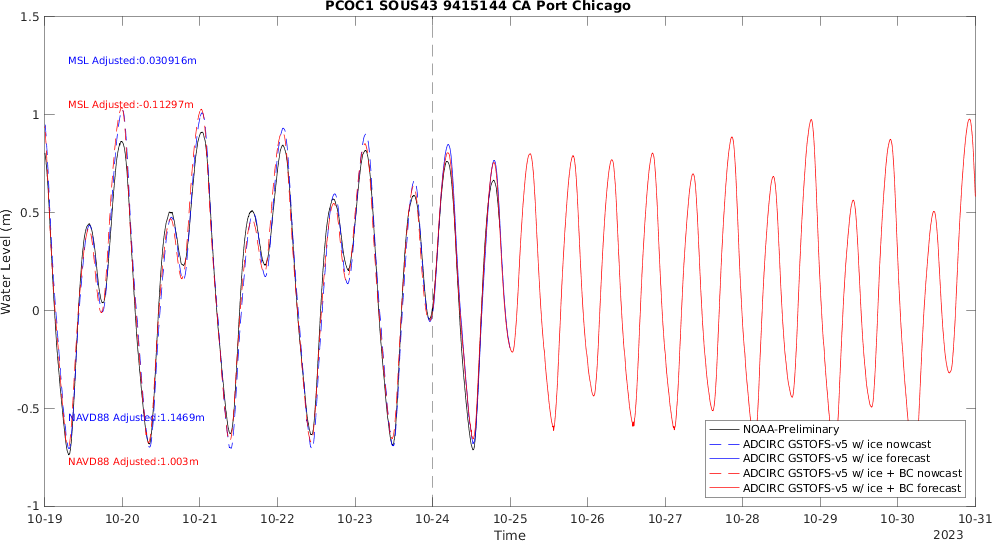 PCOC1 SOUS43 9415144 CA Port Chicago
1.5
MSL Adjusted:0.030916m
MSL Adjusted:-0.11297m
1
0.5
Water Level (m)
0
NAVD88 Adjusted:1.1469m
-0.5
NAVD88 Adjusted:1.003m
NOAA-Preliminary
ADCIRC GSTOFS-v5 w/ ice nowcast
ADCIRC GSTOFS-v5 w/ ice forecast
ADCIRC GSTOFS-v5 w/ ice + BC nowcast
ADCIRC GSTOFS-v5 w/ ice + BC forecast
-1
10-19 10-20 10-21 10-22 10-23 10-24 10-25 10-26 10-27 10-28 10-29 10-30 10-31
Time
2023